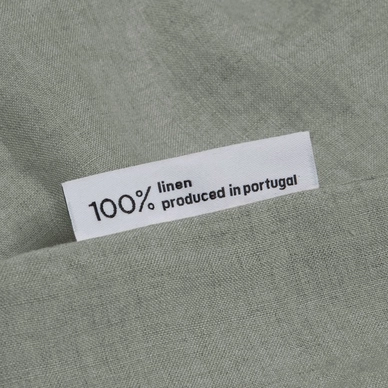 100% linen
produced in portugal